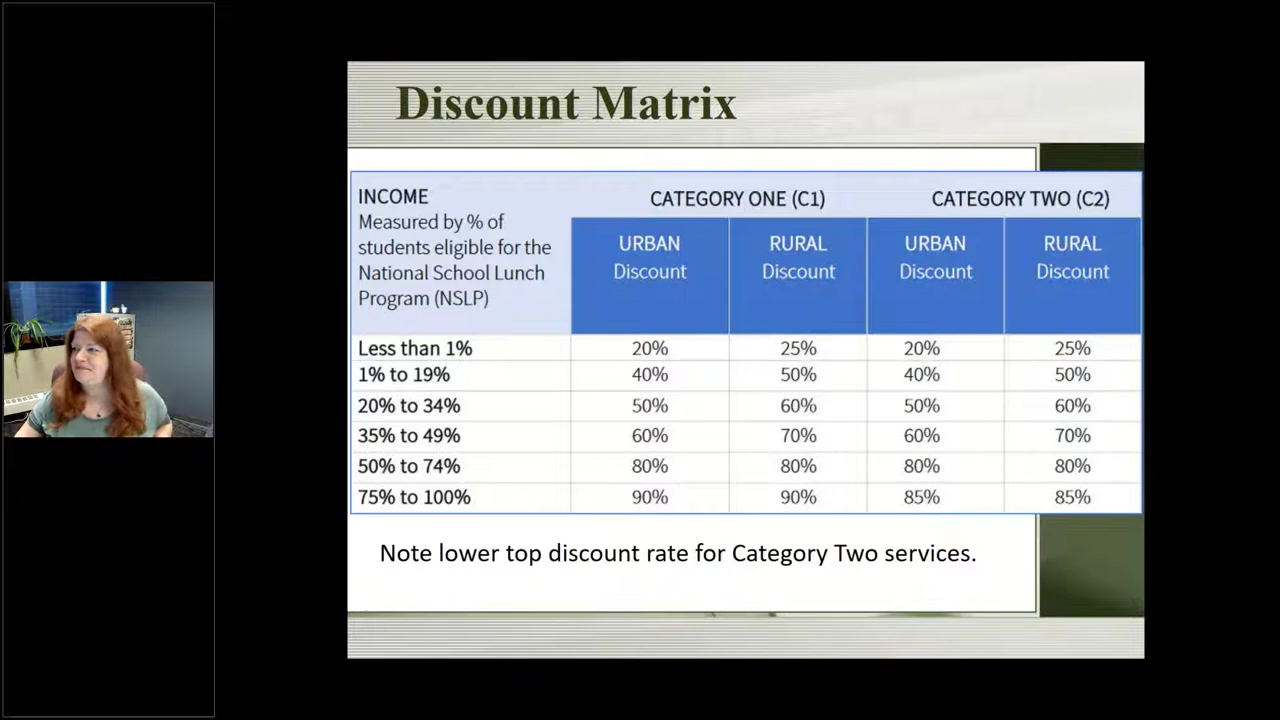 Discount Matrix
INCOME
Measured by % of
students eligible for the
National School Lunch
Program (NSLP)
CATEGORY ONE (C1) CATEGORY TWO (C2)
URBAN Discount RURAL Discount URBAN Discount RURAL Discount
Less than 1% 20% 25% 20% 25%
1% to 19% 40% 50% 40% 50%
20% to 34% 50% 60% 50% 60%
35% to 49% 60% 70% 60% 70%
50% to 74% 80% 80% 80% 80%
75% to 100% 90% 90% 85% 85%
Note lower top discount rate for Category Two services.